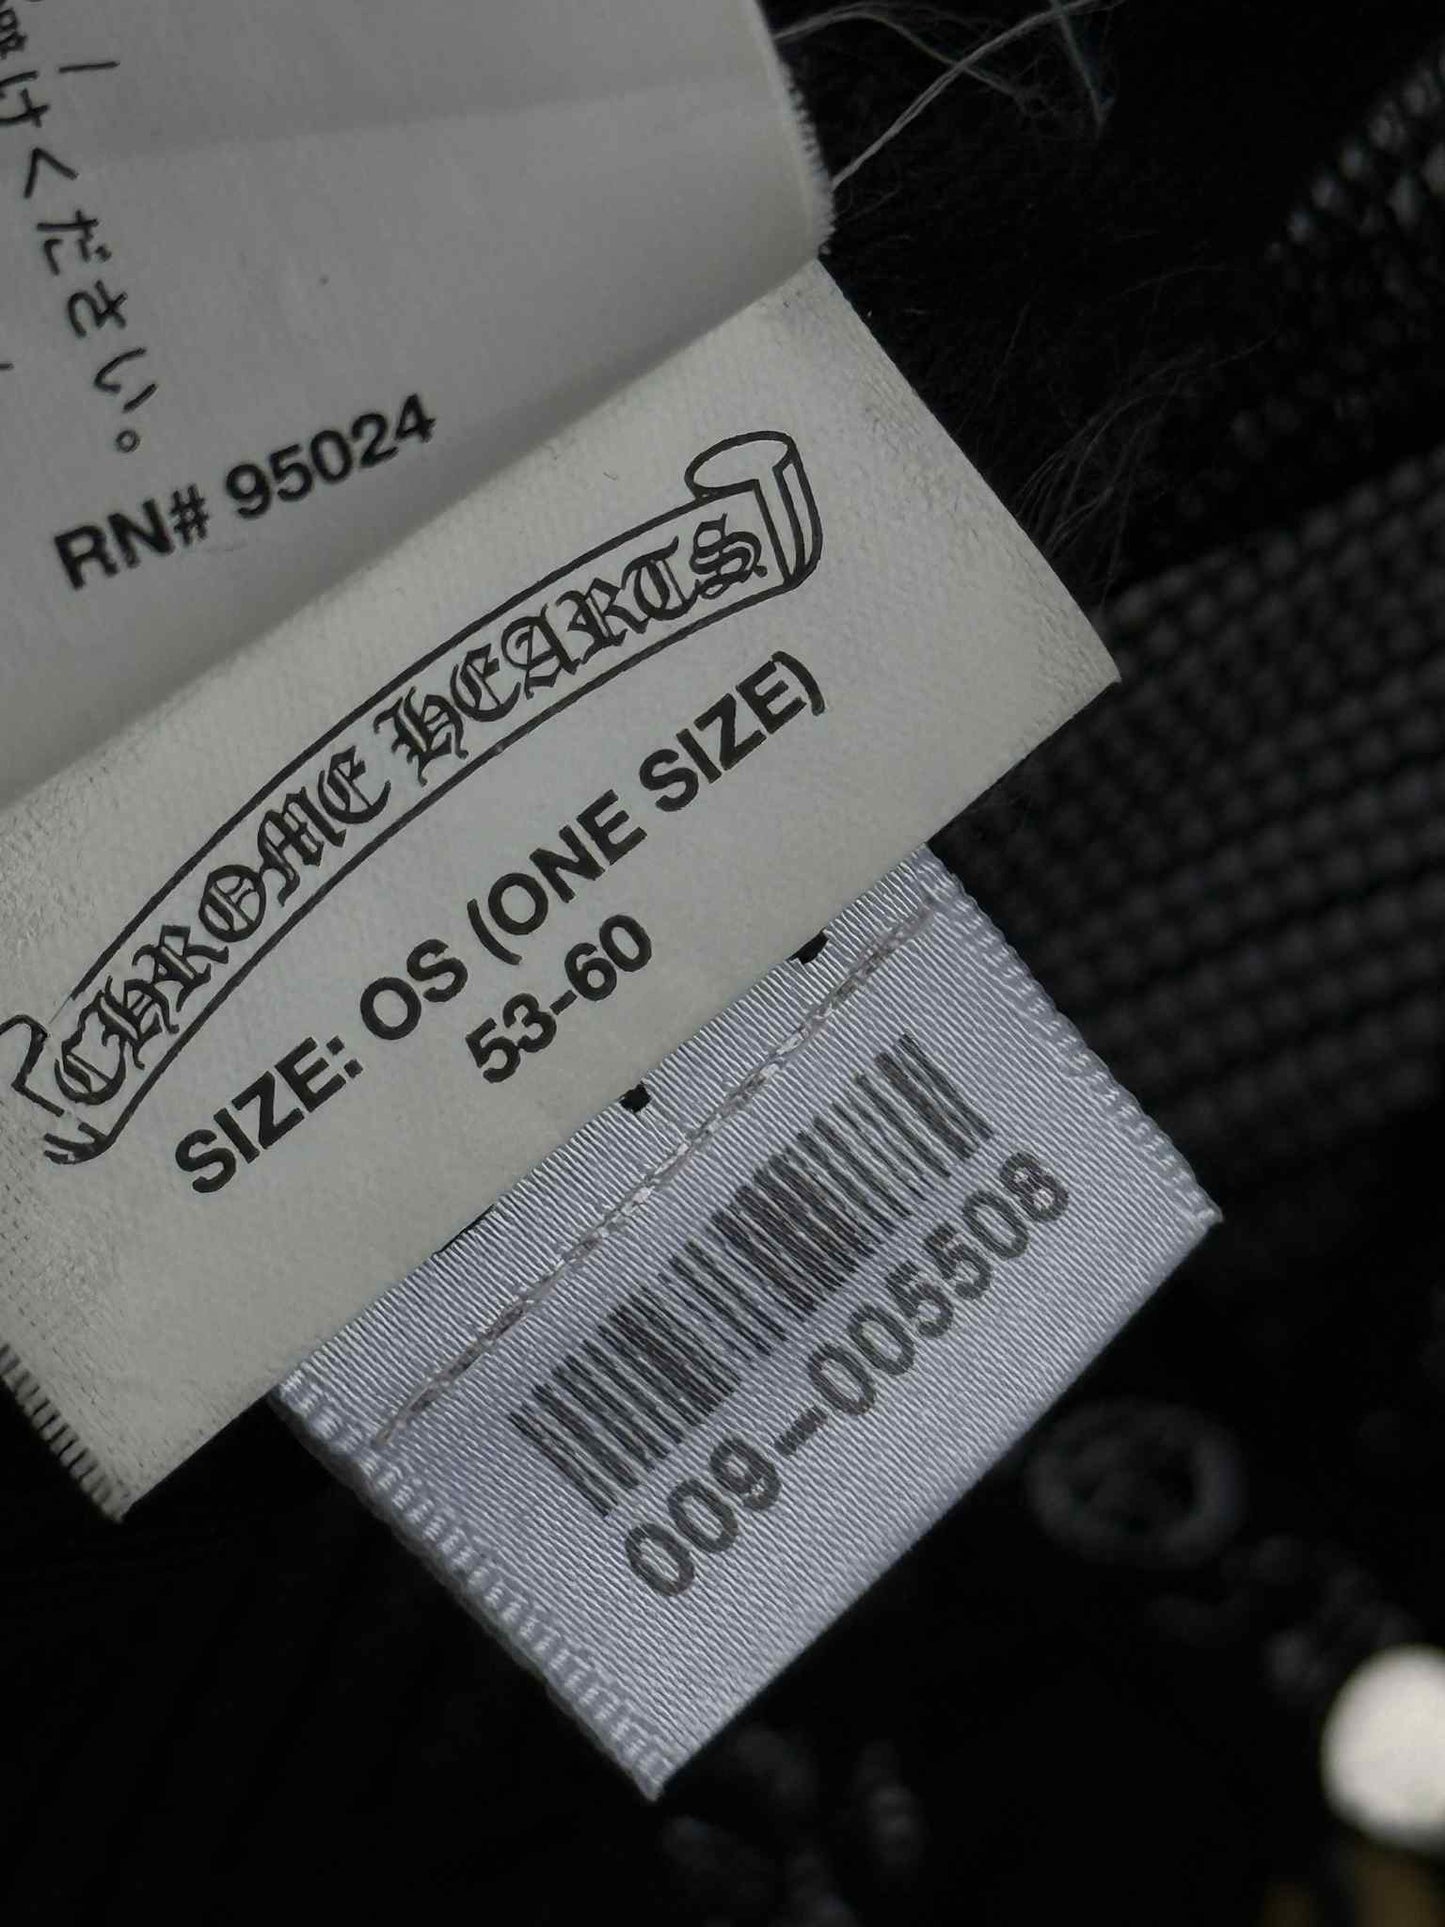 けください。
RN# 95024
CHROME HEARTS
SIZE: OS (ONE SIZE)
53-60
009-005508